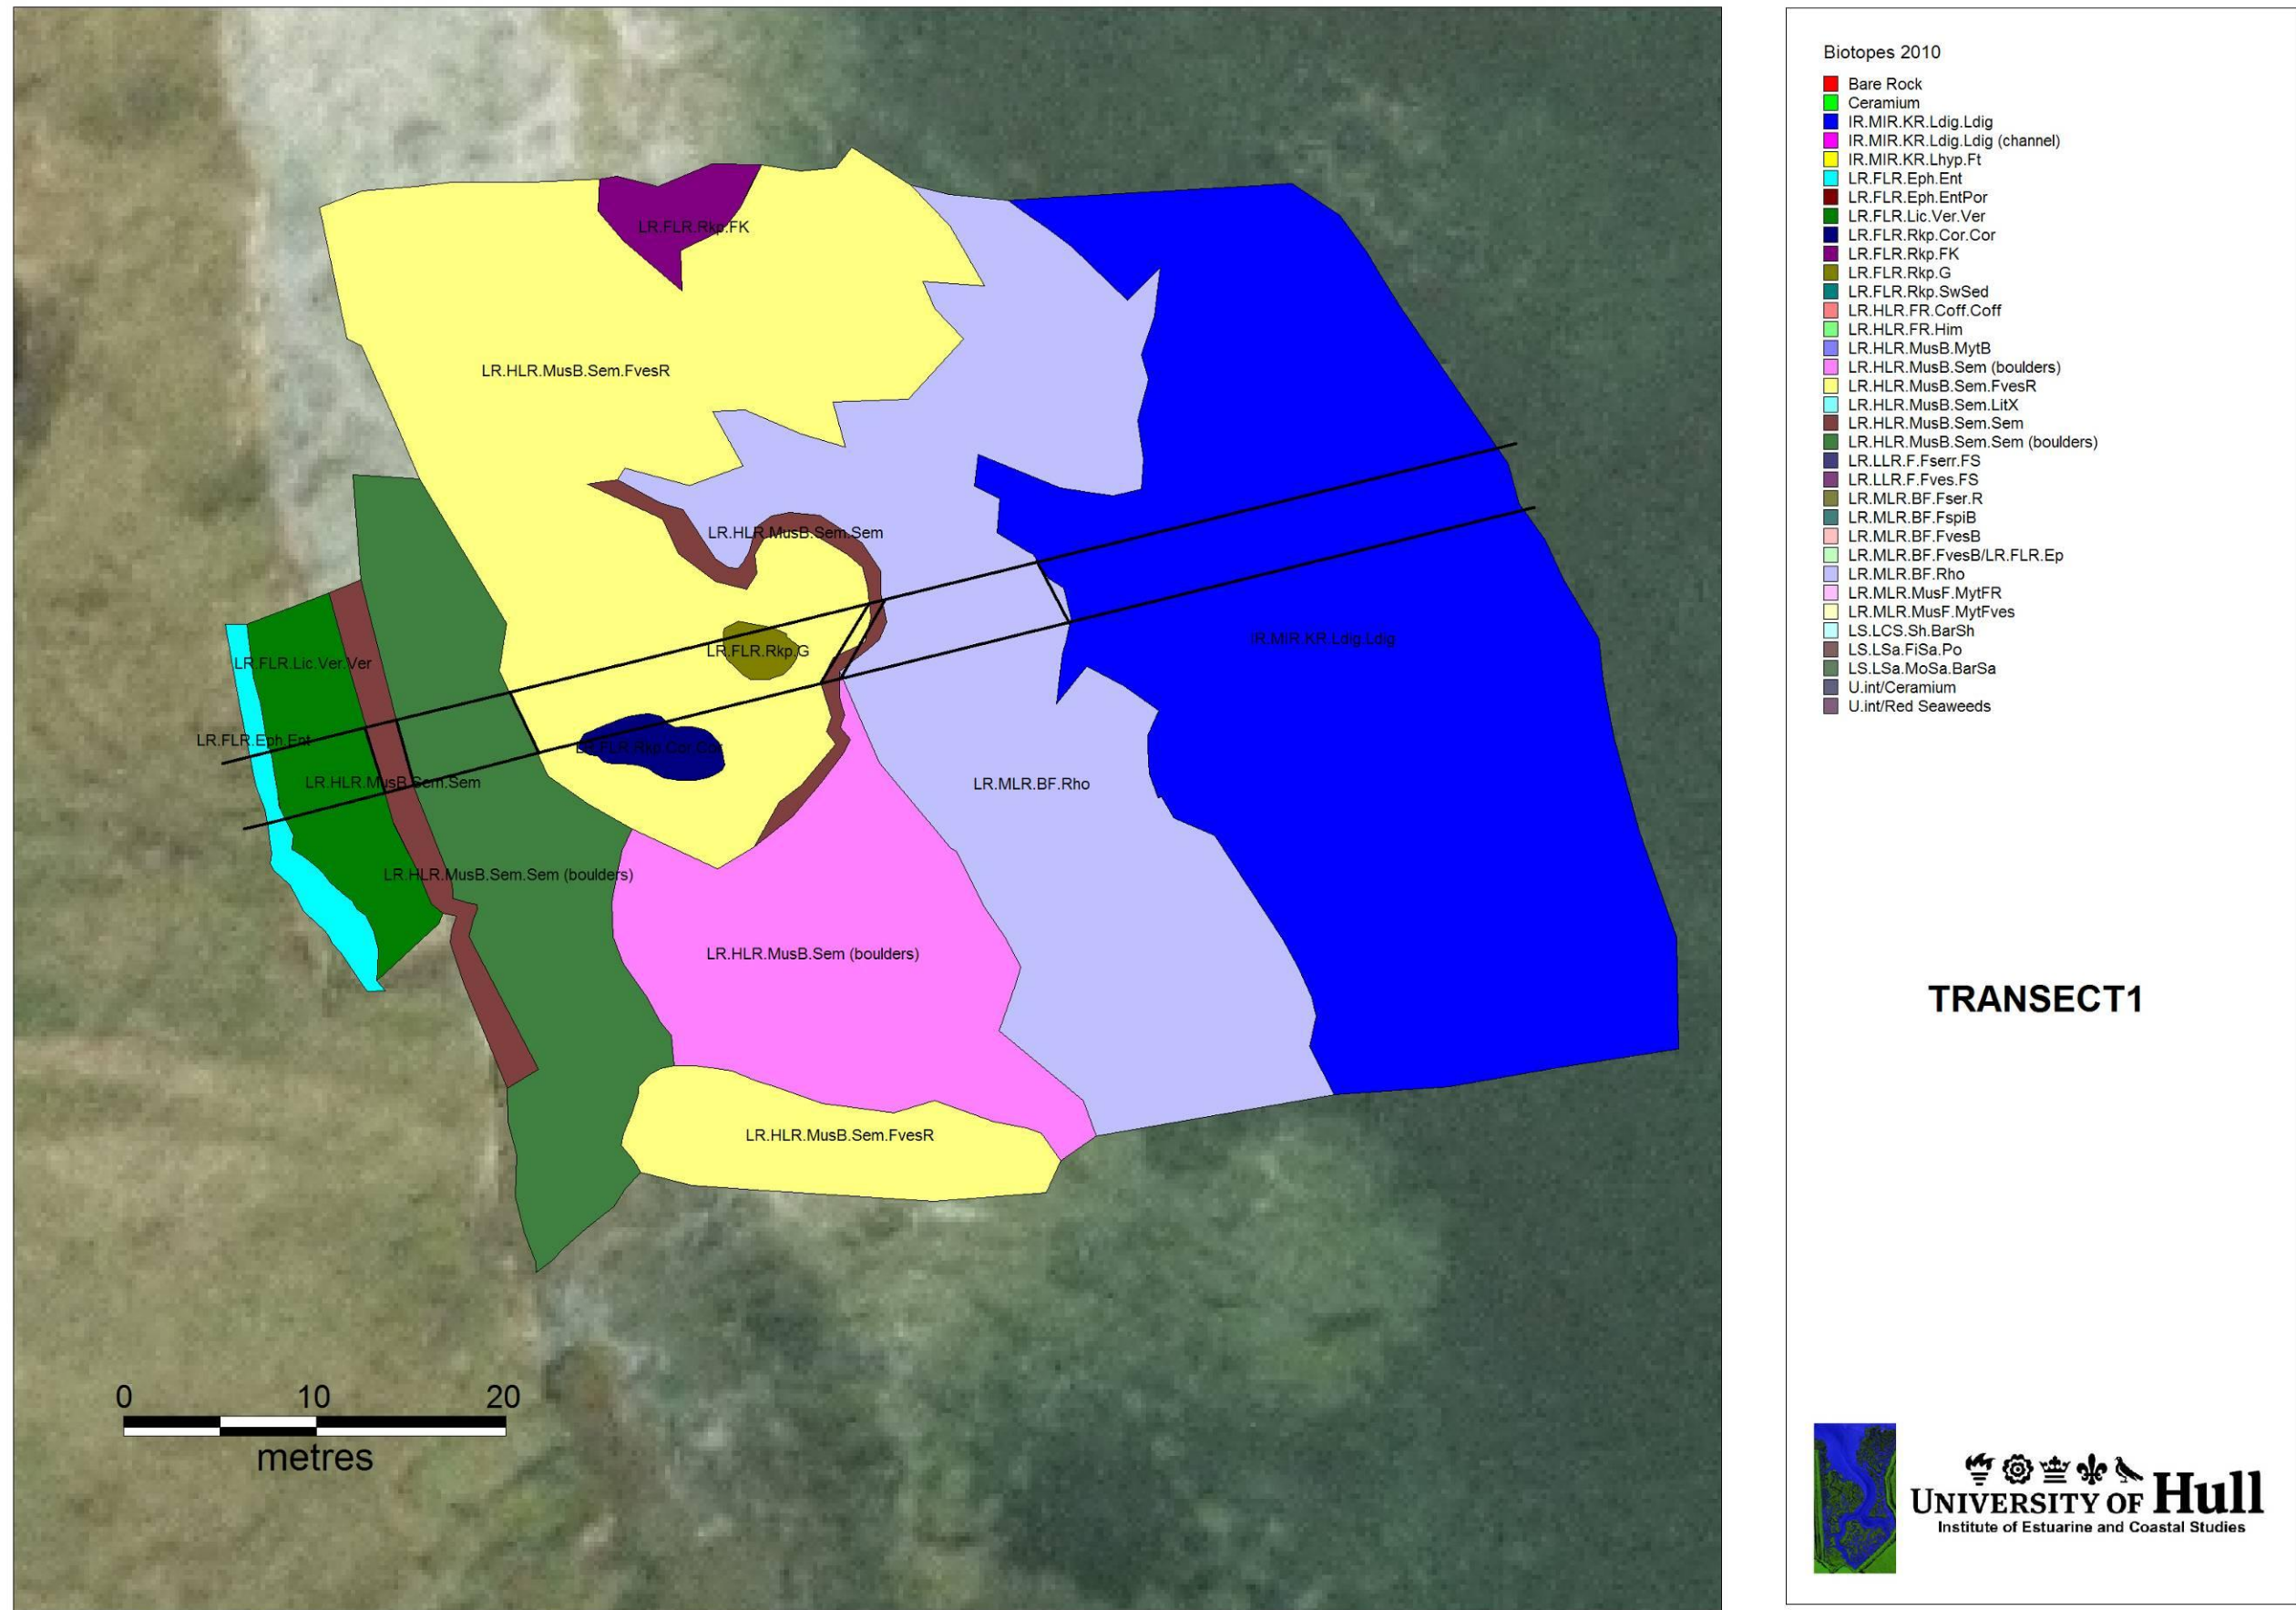 LR.FLR.Rkp.FK
LR.HLR.MusB.Sem.FvesR
LR.HLR.MusB.Sem.Sem
IR.MIR.KR.Ldig.Ldig
LR.FLR.Rkp.G
LR.FLR.Lic.Ver.Ver
LR.FLR.Eph.Ent
LR.FLR.Rkp.Cor.Cor
LR.HLR.MusB.Sem.Sem
LR.MLR.BF.Rho
LR.HLR.MusB.Sem.Sem (boulders)
LR.HLR.MusB.Sem (boulders)
LR.HLR.MusB.Sem.FvesR
0 10 20
metres
Biotopes 2010
Bare Rock
Ceramium
IR.MIR.KR.Ldig.Ldig
IR.MIR.KR.Ldig.Ldig (channel)
IR.MIR.KR.Lhyp.Ft
LR.FLR.Eph.Ent
LR.FLR.Eph.EntPor
LR.FLR.Lic.Ver.Ver
LR.FLR.Rkp.Cor.Cor
LR.FLR.Rkp.FK
LR.FLR.Rkp.G
LR.FLR.Rkp.SwSed
LR.HLR.FR.Coff.Coff
LR.HLR.FR.Him
LR.HLR.MusB.MytB
LR.HLR.MusB.Sem (boulders)
LR.HLR.MusB.Sem.FvesR
LR.HLR.MusB.Sem.LitX
LR.HLR.MusB.Sem.Sem
LR.HLR.MusB.Sem.Sem (boulders)
LR.LLR.F.Fserr.FS
LR.LLR.F.Fves.FS
LR.MLR.BF.Fser.R
LR.MLR.BF.FspiB
LR.MLR.BF.FvesB
LR.MLR.BF.FvesB/LR.FLR.Ep
LR.MLR.BF.Rho
LR.MLR.MusF.MytFR
LR.MLR.MusF.MytFves
LS.LCS.Sh.BarSh
LS.LSa.FiSa.Po
LS.LSa.MoSa.BarSa
U.int/Ceramium
U.int/Red Seaweeds
TRANSECT1
UNIVERSITY OF Hull
Institute of Estuarine and Coastal Studies